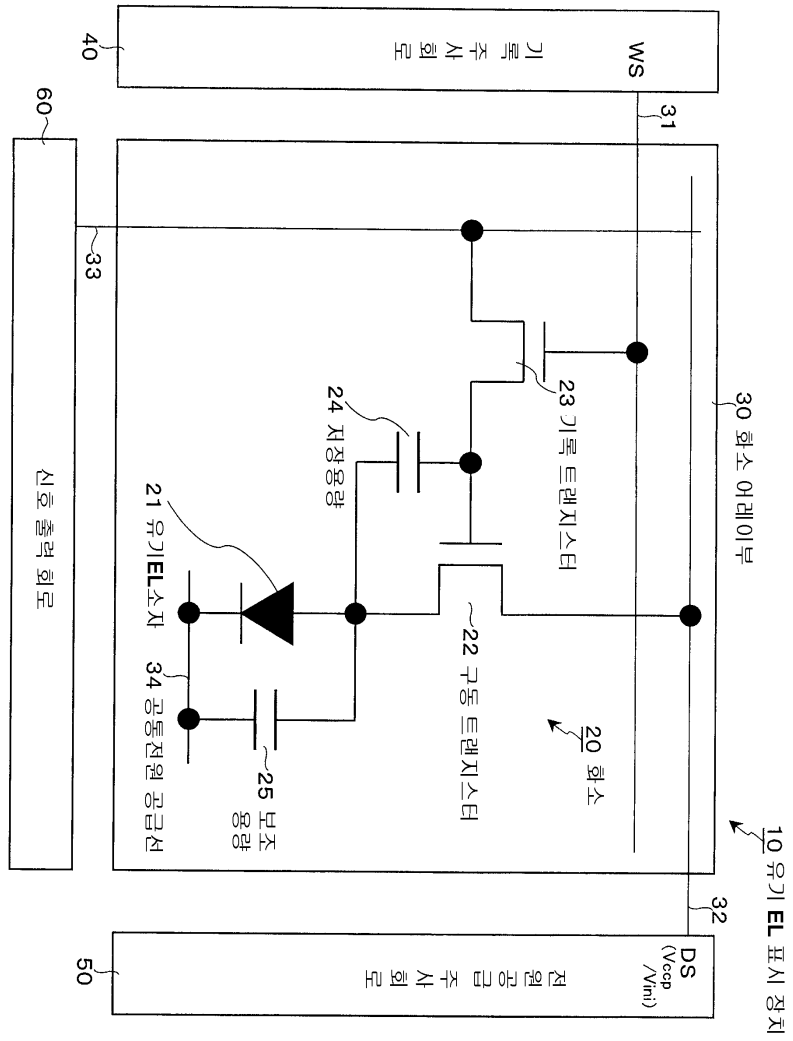 10 유기 EL 표시 장치
30 화소 어레이부
WS
31
32
DS
(Vccp
/Vini)
20 화소
23 기록 트랜지스터
22 구동 트랜지스터
24 저장용량
21 유기EL소자
25 보조
용량
34 공통전원 공급선
40
기록 주사 회로
50
전원공급 주사 회로
33
60
신호 출력 회로